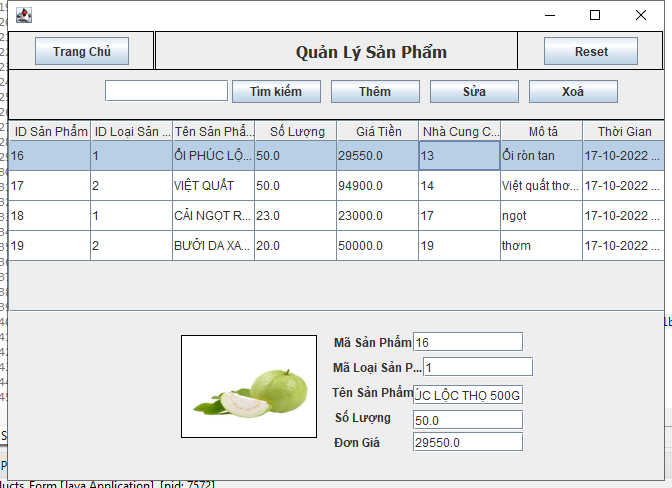 Trang Chủ
Quản Lý Sản Phẩm
Reset
Tìm kiếm
Thêm
Sửa
Xoá
ID Sản Phẩm ID Loại Sản ... Tên Sản Phẩ... Số Lượng Giá Tiền Nhà Cung C... Mô tả Thời Gian
16 1 ỔI PHÚC LỘ... 50.0 29550.0 13 Ổi ròn tan 17-10-2022 ...
17 2 VIỆT QUẤT 50.0 94900.0 14 Việt quất thơ... 17-10-2022 ...
18 1 CẢI NGỌT R... 23.0 23000.0 17 ngọt 17-10-2022 ...
19 2 BƯỞI DA XA... 20.0 50000.0 19 thơm 17-10-2022 ...
Mã Sản Phẩm 16
Mã Loại Sản P... 1
Tên Sản Phẩm ÚC LỘC THỌ 500G
Số Lượng 50.0
Đơn Giá 29550.0
ducts Form [Java Application] [pid: 7572]